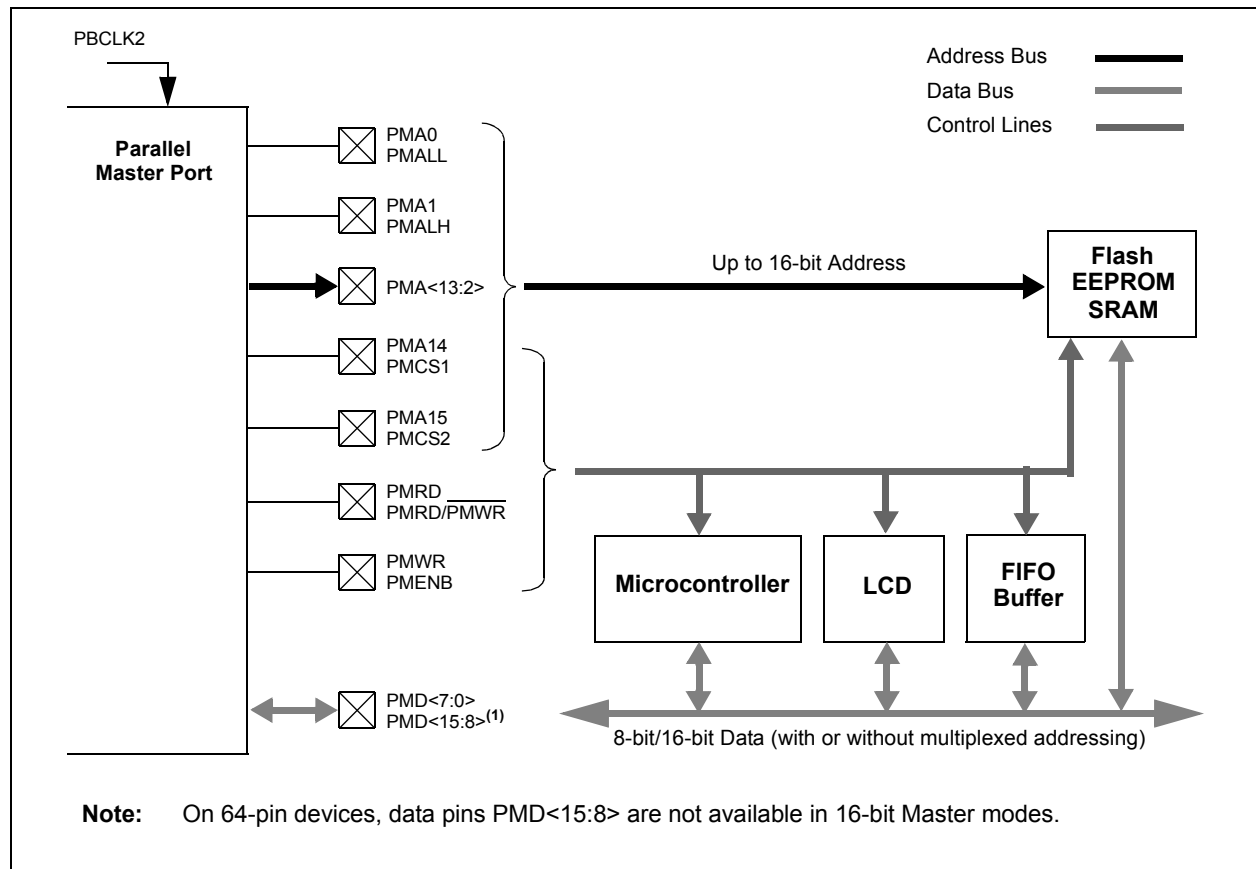 PBCLK2
Address Bus
Data Bus
Control Lines
Parallel
Master Port
PMA0
PMALL
PMA1
PMALH
PMA<13:2>
PMA14
PMCS1
PMA15
PMCS2
PMRD
PMRD/PMWR
PMWR
PMENB
PMD<7:0>
PMD<15:8>(1)
Up to 16-bit Address
Flash
EEPROM
SRAM
Microcontroller
LCD
FIFO
Buffer
8-bit/16-bit Data (with or without multiplexed addressing)
Note: On 64-pin devices, data pins PMD<15:8> are not available in 16-bit Master modes.